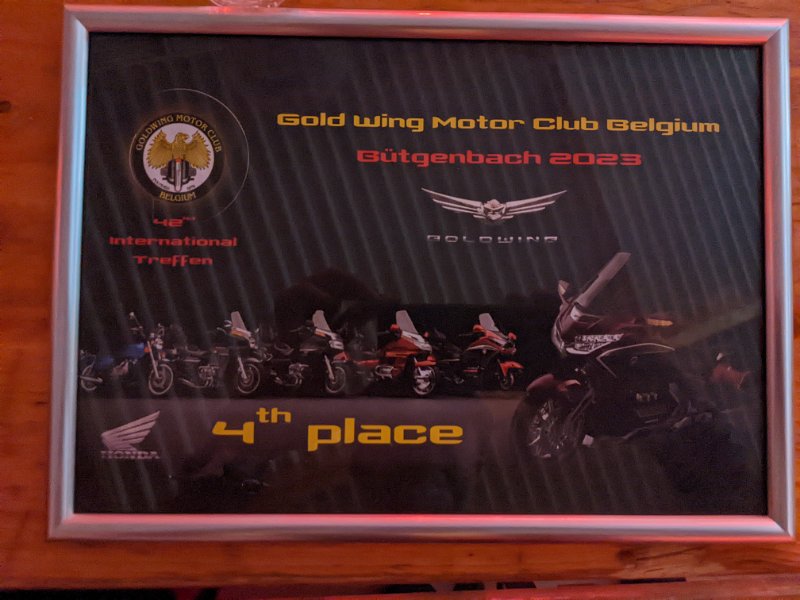 Gold Wing Motor Club Belgium
Bütgenbach 2023
GOLDWING MOTOR CLUB
BELGIUM
42nd
International
Treffen
GOLDWING
4th place
HONDA